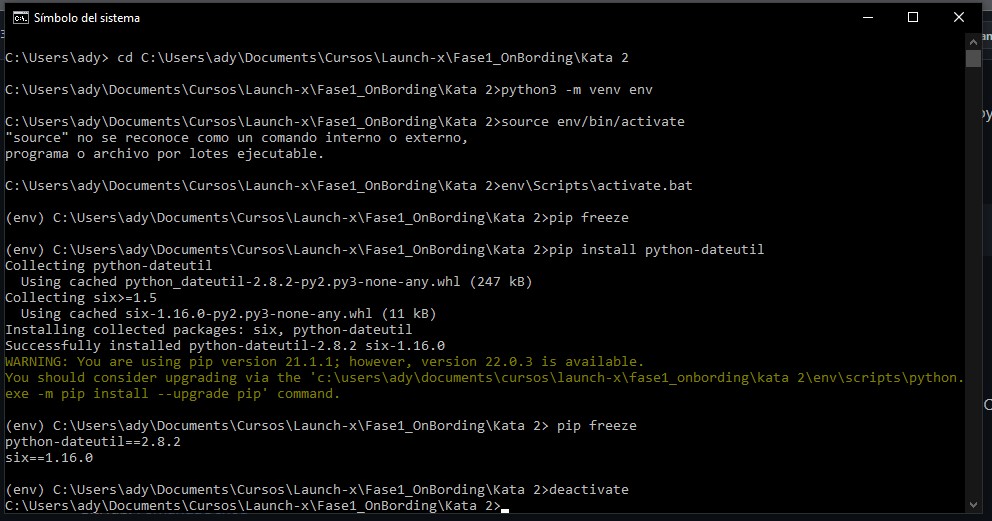 Símbolo del sistema
C:\Users\ady> cd C:\Users\ady\Documents\Cursos\Launch-x\Fase1_OnBording\Kata 2
C:\Users\ady\Documents\Cursos\Launch-x\Fase1_OnBording\Kata 2>python3 -m venv env
C:\Users\ady\Documents\Cursos\Launch-x\Fase1_OnBording\Kata 2>source env/bin/activate
"source" no se reconoce como un comando interno o externo,
programa o archivo por lotes ejecutable.
C:\Users\ady\Documents\Cursos\Launch-x\Fase1_OnBording\Kata 2>env\Scripts\activate.bat
(env) C:\Users\ady\Documents\Cursos\Launch-x\Fase1_OnBording\Kata 2>pip freeze
(env) C:\Users\ady\Documents\Cursos\Launch-x\Fase1_OnBording\Kata 2>pip install python-dateutil
Collecting python-dateutil
  Using cached python_dateutil-2.8.2-py2.py3-none-any.whl (247 kB)
Collecting six>=1.5
  Using cached six-1.16.0-py2.py3-none-any.whl (11 kB)
Installing collected packages: six, python-dateutil
Successfully installed python-dateutil-2.8.2 six-1.16.0
WARNING: You are using pip version 21.1.1; however, version 22.0.3 is available.
You should consider upgrading via the 'c:\users\ady\documents\cursos\launch-x\fase1_onbording\kata 2\env\scripts\python.
exe -m pip install --upgrade pip' command.
(env) C:\Users\ady\Documents\Cursos\Launch-x\Fase1_OnBording\Kata 2> pip freeze
python-dateutil==2.8.2
six==1.16.0
(env) C:\Users\ady\Documents\Cursos\Launch-x\Fase1_OnBording\Kata 2>deactivate
C:\Users\ady\Documents\Cursos\Launch-x\Fase1_OnBording\Kata 2>